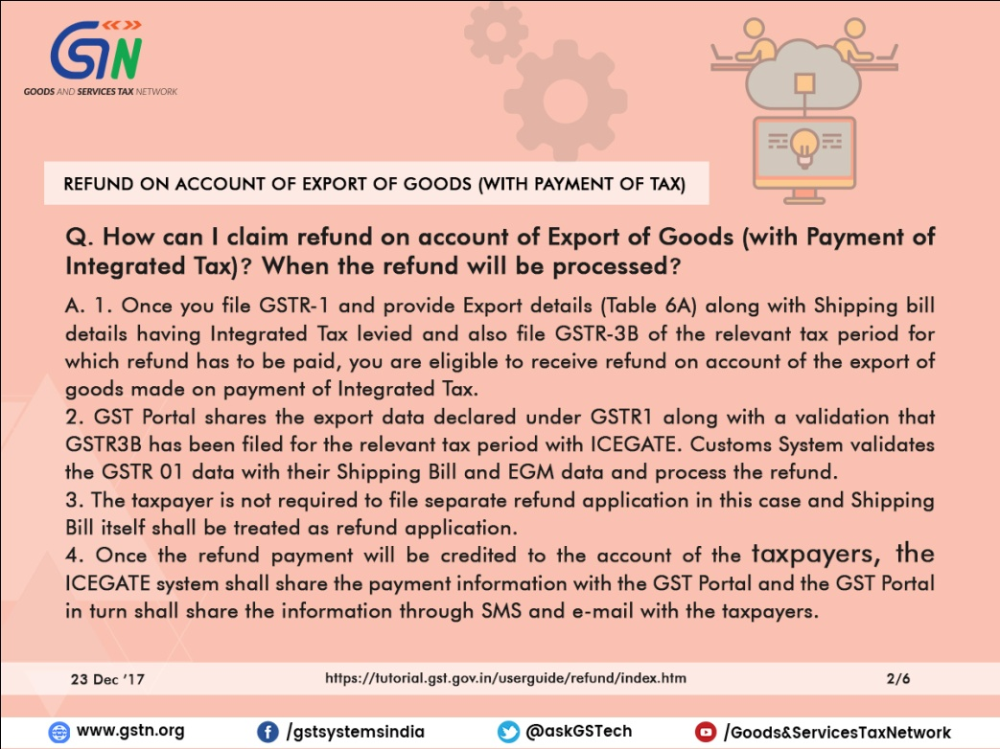 GSTN
GOODS AND SERVICES TAX NETWORK
REFUND ON ACCOUNT OF EXPORT OF GOODS (WITH PAYMENT OF TAX)
Q. How can I claim refund on account of Export of Goods (with Payment of
Integrated Tax)? When the refund will be processed?
A. 1. Once you file GSTR-1 and provide Export details (Table 6A) along with Shipping bill
details having Integrated Tax levied and also file GSTR-3B of the relevant tax period for
which refund has to be paid, you are eligible to receive refund on account of the export of
goods made on payment of Integrated Tax.
2. GST Portal shares the export data declared under GSTR1 along with a validation that
GSTR3B has been filed for the relevant tax period with ICEGATE. Customs System validates
the GSTR 01 data with their Shipping Bill and EGM data and process the refund.
3. The taxpayer is not required to file separate refund application in this case and Shipping
Bill itself shall be treated as refund application.
4. Once the refund payment will be credited to the account of the taxpayers, the
ICEGATE system shall share the payment information with the GST Portal and the GST Portal
in turn shall share the information through SMS and e-mail with the taxpayers.
23 Dec '17 https://tutorial.gst.gov.in/userguide/refund/index.htm 2/6
www.gstn.org /gstsystemsindia @askGSTech /Goods&ServicesTaxNetwork